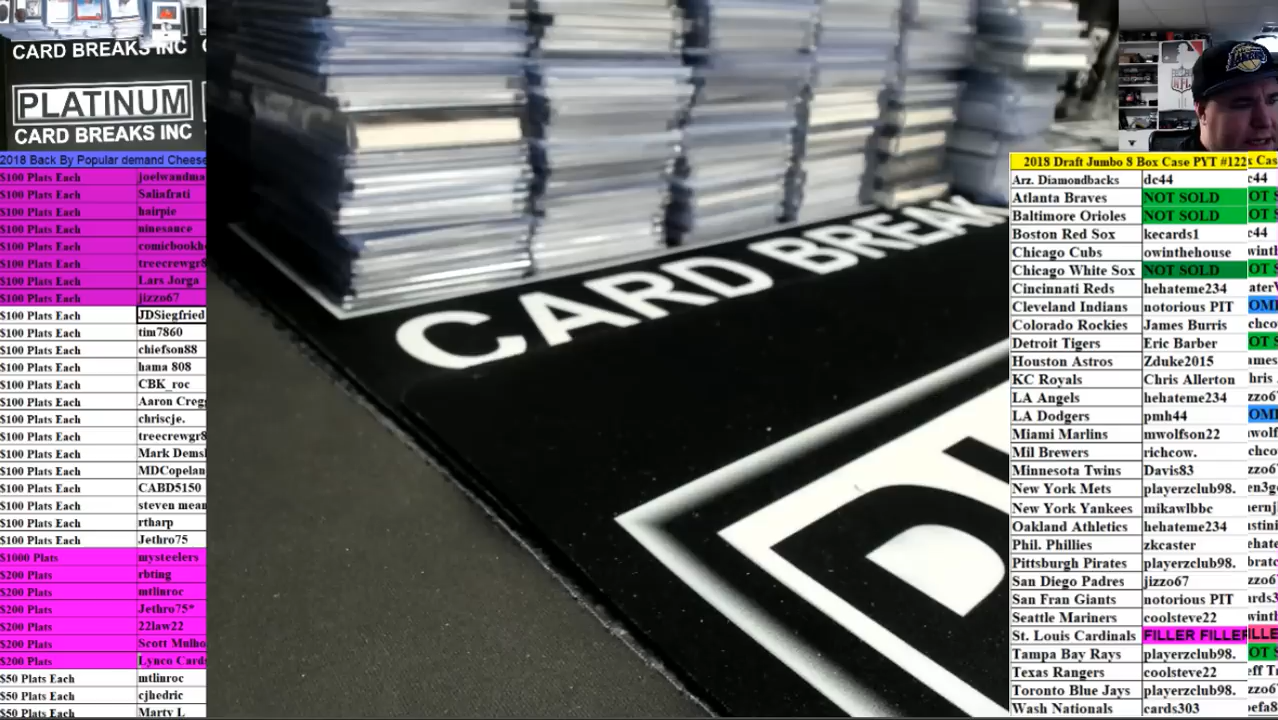 CARD BREAKS INC
PLATINUM
CARD BREAKS INC
2018 Back By Popular demand Cheese
$100 Plats Each joelwandma
$100 Plats Each Saliafrati
$100 Plats Each hairpie
$100 Plats Each ninesance
$100 Plats Each comicbookh
$100 Plats Each treecrewgr8
$100 Plats Each Lars Jorga
$100 Plats Each jizzo67
$100 Plats Each JDSiegfried
$100 Plats Each tim7860
$100 Plats Each chiefson88
$100 Plats Each hama 808
$100 Plats Each CBK_roc
$100 Plats Each Aaron Creg
$100 Plats Each chriscje.
$100 Plats Each treecrewgr8
$100 Plats Each Mark Dems
$100 Plats Each MDCopelan
$100 Plats Each CABD5150
$100 Plats Each steven mean
$100 Plats Each rtharp
$100 Plats Each Jethro75
$1000 Plats mysteelers
$200 Plats rbting
$200 Plats mtlinroc
$200 Plats Jethro75*
$200 Plats 22law22
$200 Plats Scott Mulho
$200 Plats Lynco Cards
$50 Plats Each mtlinroc
$50 Plats Each cjhedric
$50 Plats Each Marty L
CARD BREAK
2018 Draft Jumbo 8 Box Case PYT #122
Arz. Diamondbacks dc44
Atlanta Braves NOT SOLD
Baltimore Orioles NOT SOLD
Boston Red Sox kecards1
Chicago Cubs owinthehouse
Chicago White Sox NOT SOLD
Cincinnati Reds hehateme234
Cleveland Indians notorious PIT
Colorado Rockies James Burris
Detroit Tigers Eric Barber
Houston Astros Zduke2015
KC Royals Chris Allerton
LA Angels hehateme234
LA Dodgers pmh44
Miami Marlins mwolfson22
Mil Brewers richcow.
Minnesota Twins Davis83
New York Mets playerzclub98.
New York Yankees mikawlbbc
Oakland Athletics hehateme234
Phil. Phillies zkcaster
Pittsburgh Pirates playerzclub98.
San Diego Padres jizzo67
San Fran Giants notorious PIT
Seattle Mariners coolsteve22
St. Louis Cardinals FILLER FILLER
Tampa Bay Rays playerzclub98.
Texas Rangers coolsteve22
Toronto Blue Jays playerzclub98.
Wash Nationals cards303